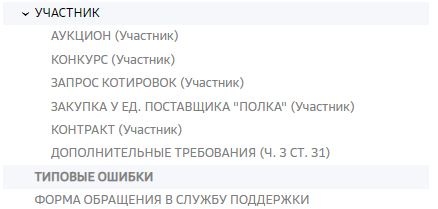 УЧАСТНИК
АУКЦИОН (Участник)
КОНКУРС (Участник)
ЗАПРОС КОТИРОВОК (Участник)
ЗАКУПКА У ЕД. ПОСТАВЩИКА "ПОЛКА" (Участник)
КОНТРАКТ (Участник)
ДОПОЛНИТЕЛЬНЫЕ ТРЕБОВАНИЯ (Ч. 3 СТ. 31)
ТИПОВЫЕ ОШИБКИ
ФОРМА ОБРАЩЕНИЯ В СЛУЖБУ ПОДДЕРЖКИ